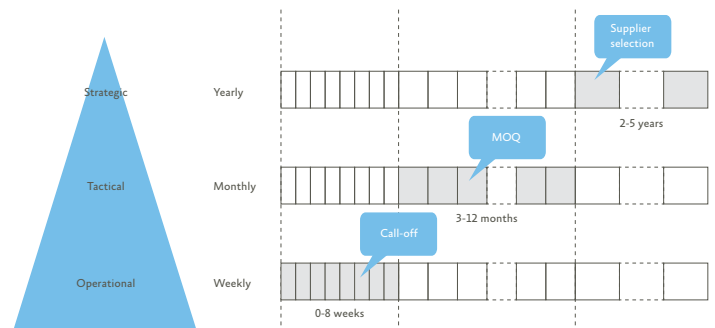 Supplier
selection
Strategic
Yearly
2-5 years
MOQ
Tactical
Monthly
3-12 months
Call-off
Operational
Weekly
0-8 weeks